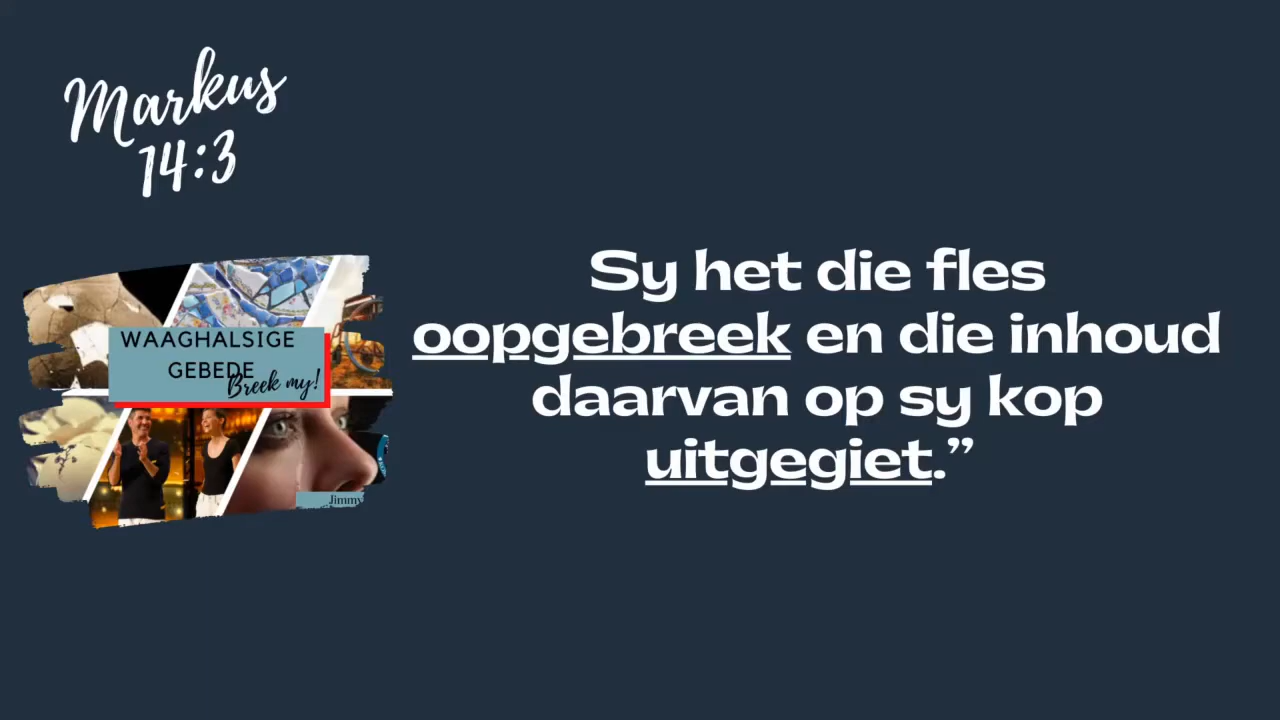 Markus
14:3
WAAGHALSIGE
GEBEDE
Breek my!
Jimmy
Sy het die fles
oopgebreek en die inhoud
daarvan op sy kop
uitgegiet.”